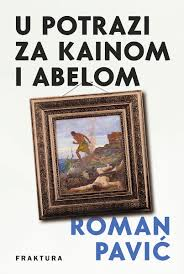 U POTRAZI
ZA KAINOM
I ABELOM
ROMAN
PAVIĆ
FRAKTURA